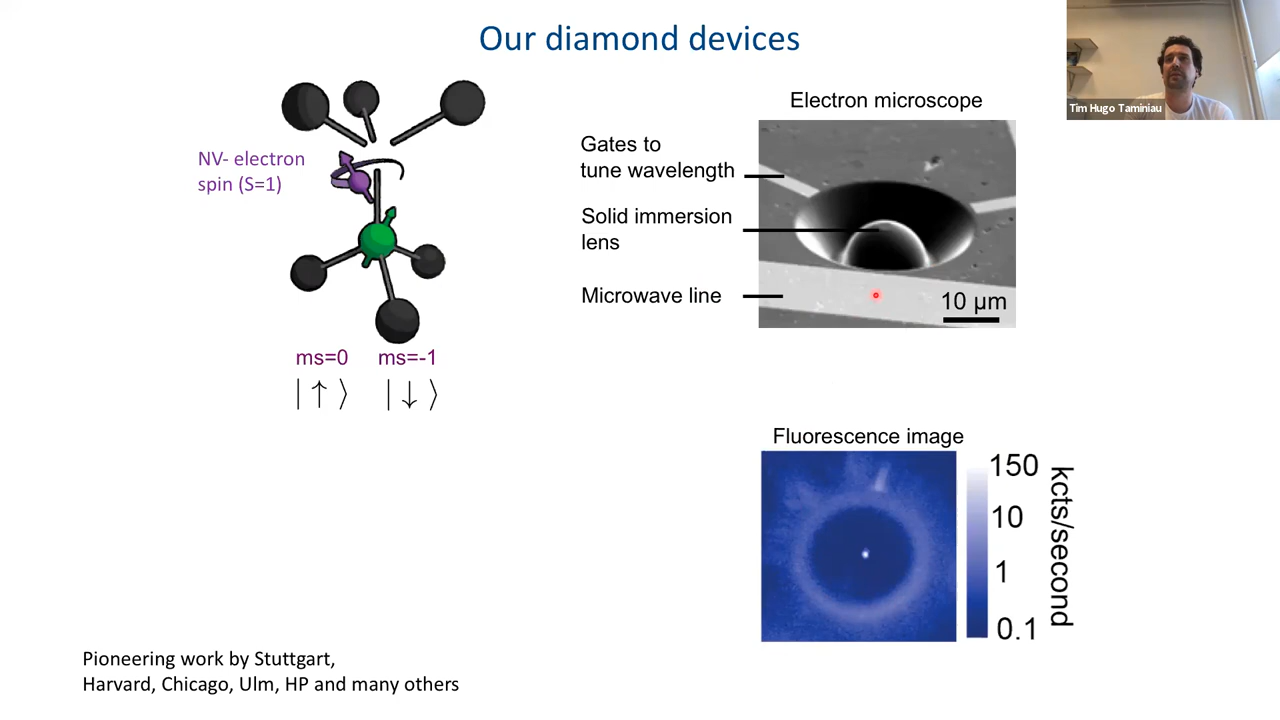 Our diamond devices
Tim Hugo Taminiau
NV- electron
spin (S=1)
ms=0 ms=-1
|↑⟩ |↓⟩
Electron microscope
Gates to
tune wavelength
Solid immersion
lens
Microwave line
10 μm
Fluorescence image
150
10
1
0.1
kcts/second
Pioneering work by Stuttgart,
Harvard, Chicago, Ulm, HP and many others